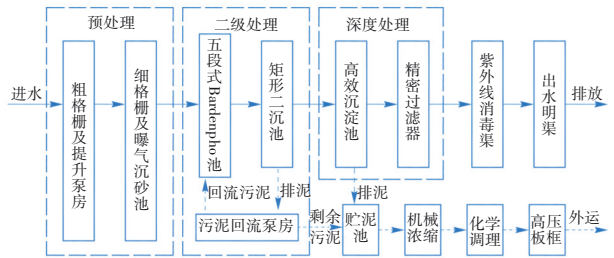 预处理
二级处理
深度处理
进水
粗格栅及提升泵房
细格栅及曝气沉砂池
五段式Bardenpho池
矩形二沉池
高效沉淀池
精密过滤器
紫外线消毒渠
出水明渠
排放
回流污泥
排泥
排泥
污泥回流泵房
剩余
污泥
贮泥
池
机械
浓缩
化学
调理
高压
板框
外运